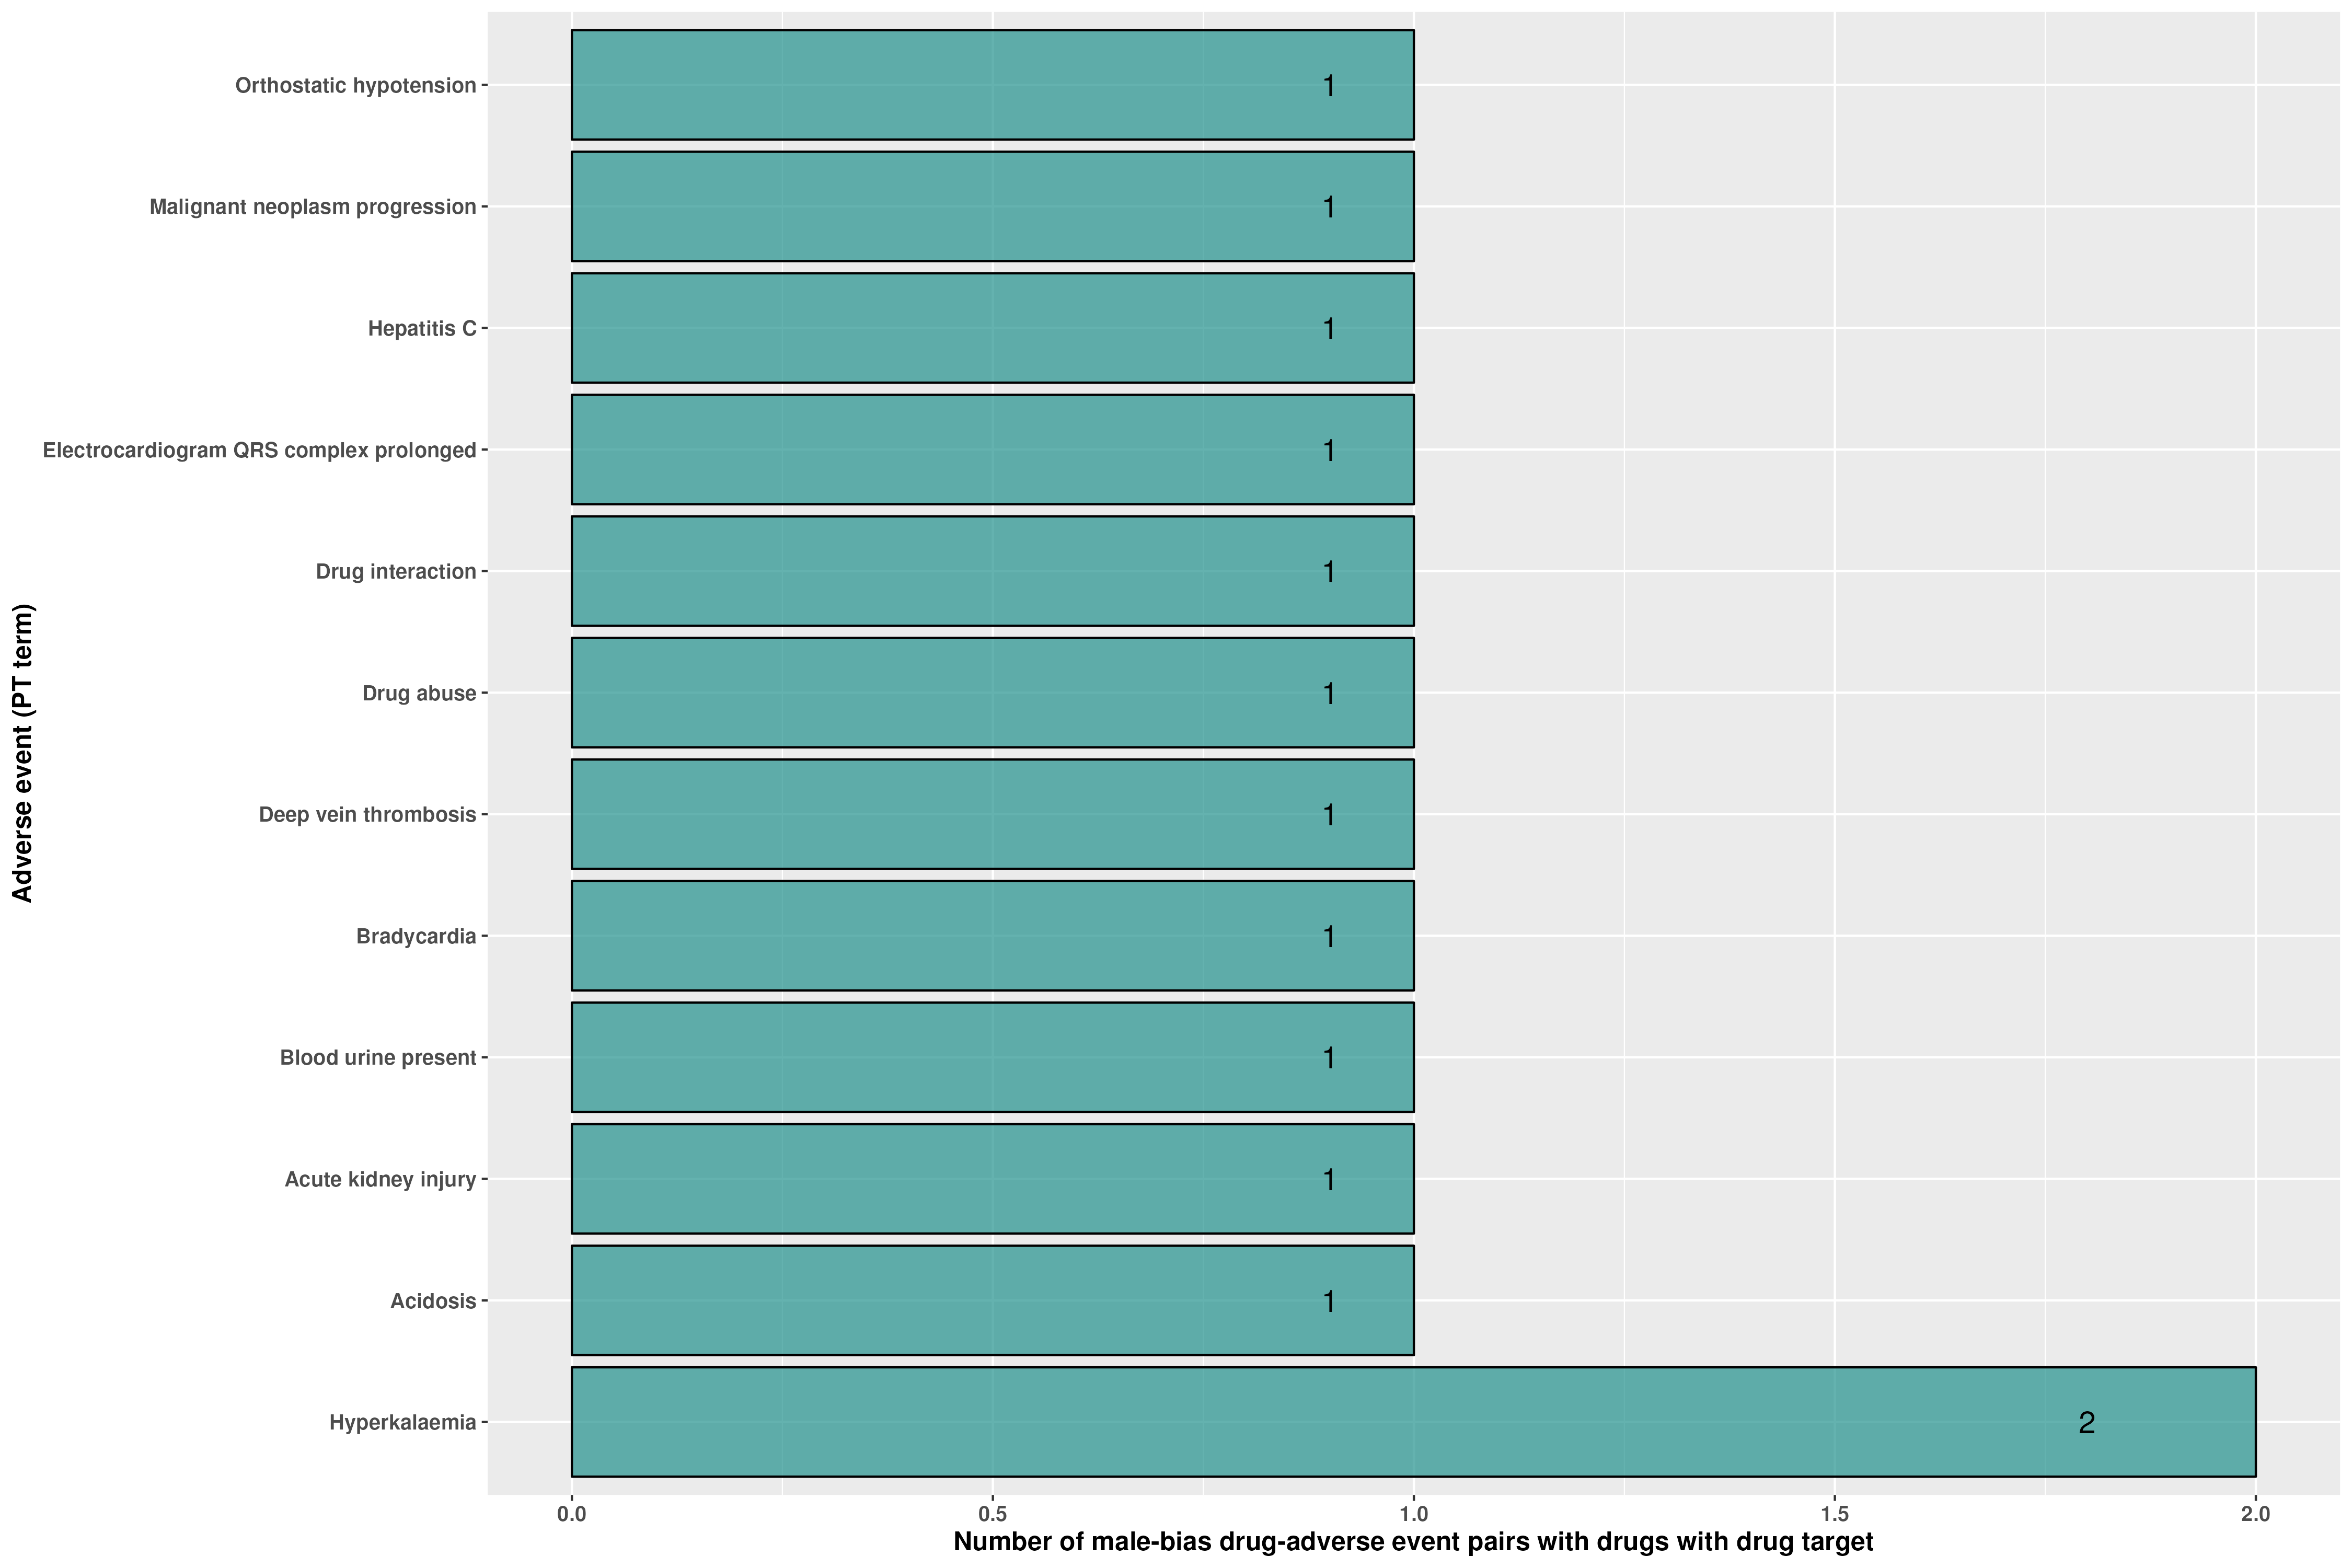 Adverse event (PT term)
Orthostatic hypotension 1
Malignant neoplasm progression 1
Hepatitis C 1
Electrocardiogram QRS complex prolonged 1
Drug interaction 1
Drug abuse 1
Deep vein thrombosis 1
Bradycardia 1
Blood urine present 1
Acute kidney injury 1
Acidosis 1
Hyperkalaemia 2
0.0 0.5 1.0 1.5 2.0
Number of male-bias drug-adverse event pairs with drugs with drug target